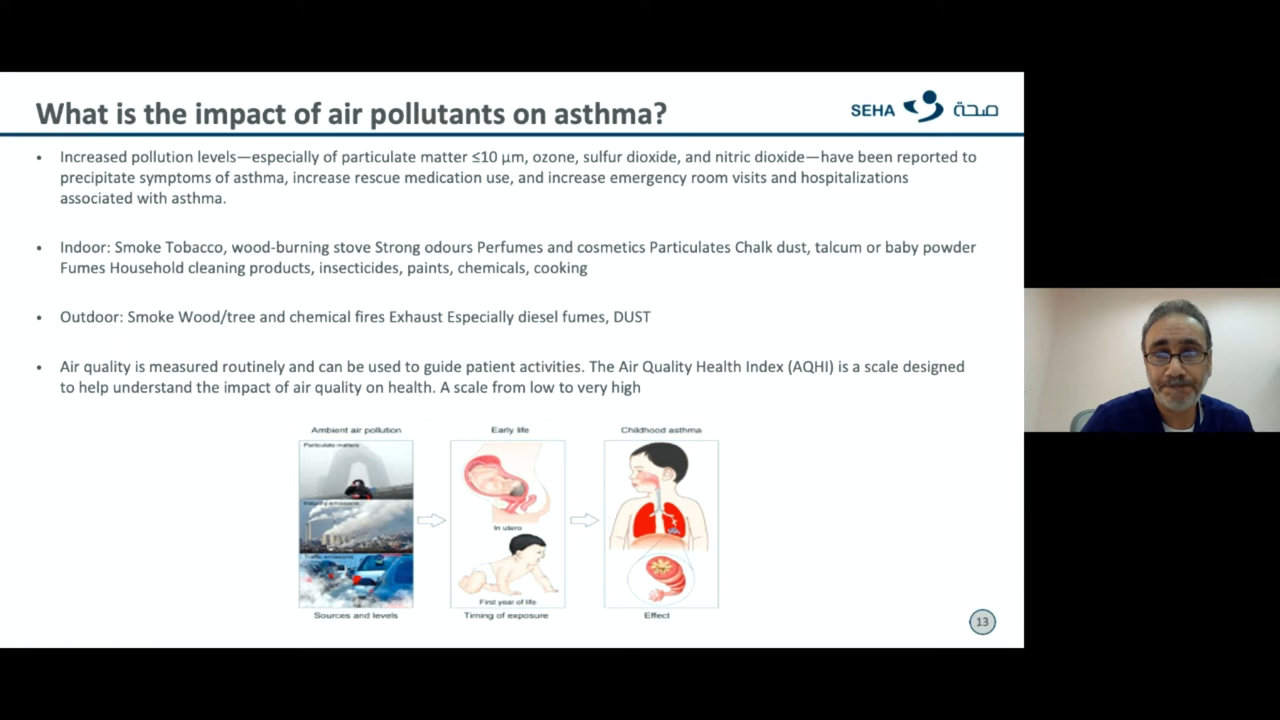 What is the impact of air pollutants on asthma?
SEHA صحة
• Increased pollution levels—especially of particulate matter ≤10 µm, ozone, sulfur dioxide, and nitric dioxide—have been reported to
precipitate symptoms of asthma, increase rescue medication use, and increase emergency room visits and hospitalizations
associated with asthma.
• Indoor: Smoke Tobacco, wood-burning stove Strong odours Perfumes and cosmetics Particulates Chalk dust, talcum or baby powder
Fumes Household cleaning products, insecticides, paints, chemicals, cooking
• Outdoor: Smoke Wood/tree and chemical fires Exhaust Especially diesel fumes, DUST
• Air quality is measured routinely and can be used to guide patient activities. The Air Quality Health Index (AQHI) is a scale designed
to help understand the impact of air quality on health. A scale from low to very high
Ambient air pollution
Particulate matters
Industry emissions
Traffic emissions
Sources and levels
Early life
In utero
First year of life
Timing of exposure
Childhood asthma
Effect
13